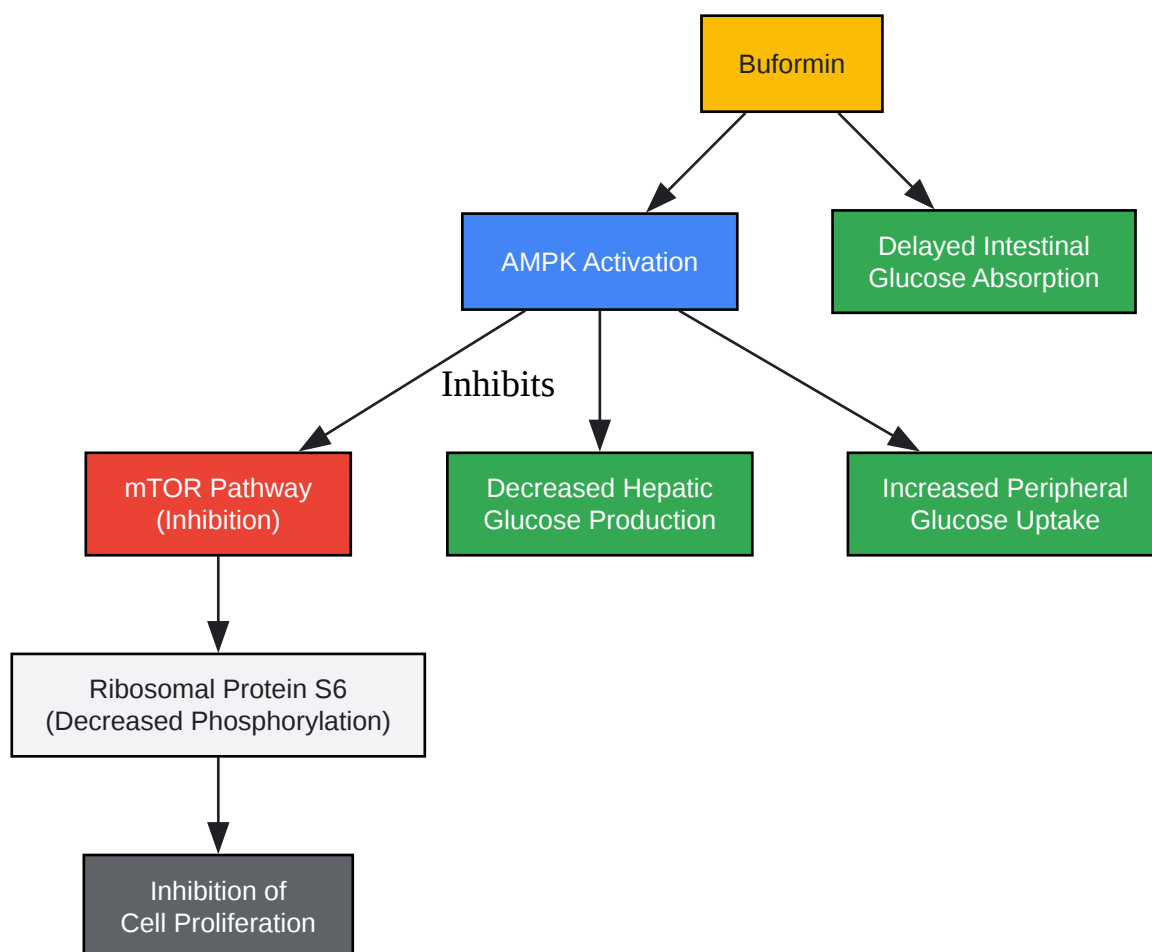 Buformin
AMPK Activation
Delayed Intestinal
Glucose Absorption
Inhibits
mTOR Pathway
(Inhibition)
Decreased Hepatic
Glucose Production
Increased Peripheral
Glucose Uptake
Ribosomal Protein S6
(Decreased Phosphorylation)
Inhibition of
Cell Proliferation